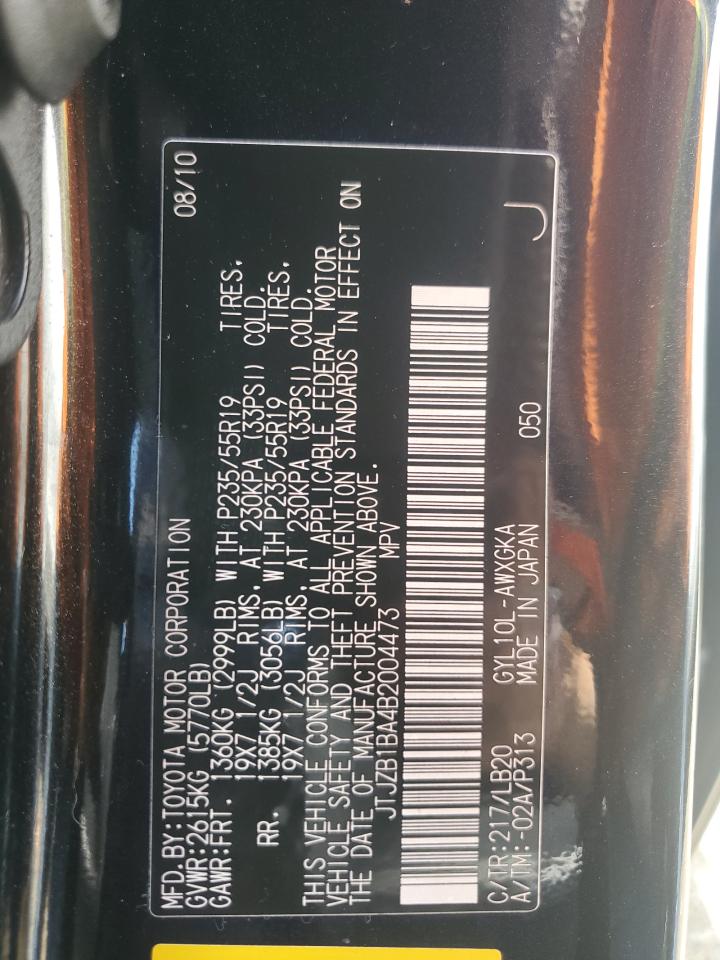 MFD.BY:TOYOTA MOTOR CORPORATION 08/10
GVWR:2615KG (5770LB)
GAWR:FRT. 1360KG (2999LB) WITH P235/55R19 TIRES,
19X7 1/2J RIMS, AT 230KPA (33PSI) COLD.
RR. 1385KG (3056LB) WITH P235/55R19 TIRES,
19X7 1/2J RIMS, AT 230KPA (33PSI) COLD.
THIS VEHICLE CONFORMS TO ALL APPLICABLE FEDERAL MOTOR
VEHICLE SAFETY AND THEFT PREVENTION STANDARDS IN EFFECT ON
THE DATE OF MANUFACTURE SHOWN ABOVE.
JTJZB1BA4B2004473 MPV
C/TR:217/LB20 GYL10L-AWXGKA 050 J
A/TM:-02A/P313 MADE IN JAPAN